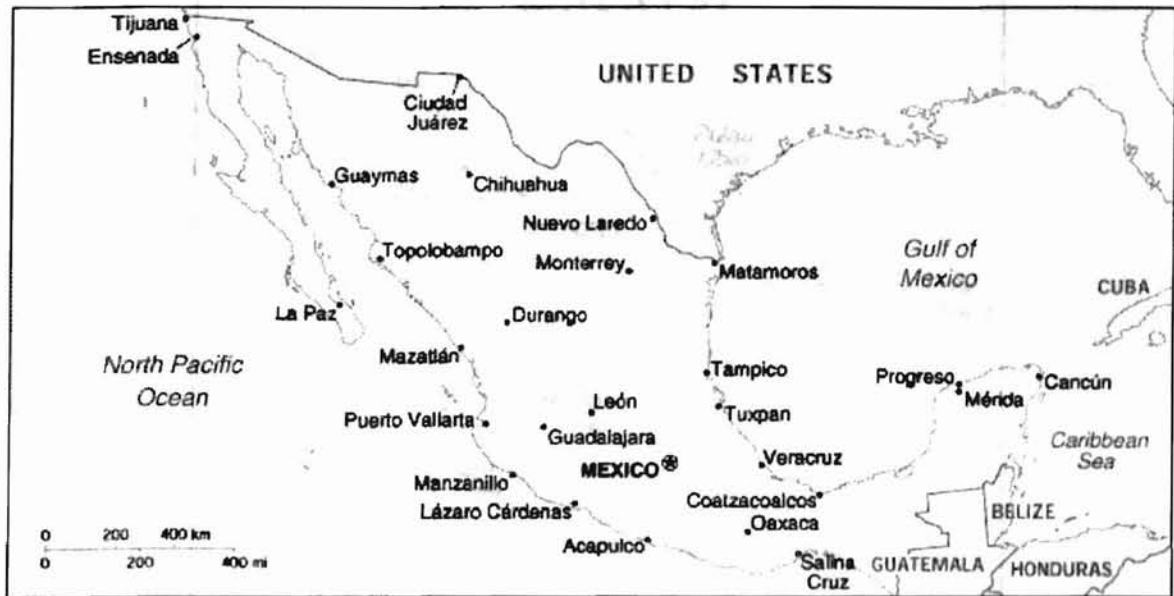 Tijuana
Ensenada
UNITED STATES
Ciudad
Juárez
Guaymas
Chihuahua
Nuevo Laredo
Gulf of
Mexico
Topolobampo
Monterrey
Matamoros
CUBA
La Paz
Durango
Mazatlán
North Pacific
Ocean
Tampico
Progreso
Cancún
Mérida
León
Tuxpan
Puerto Vallarta
Guadalajara
Caribbean
Sea
MEXICO
Veracruz
Manzanillo
Coatzacoalcos
Lázaro Cárdenas
Oaxaca
BELIZE
0 200 400 km
0 200 400 mi
Acapulco
Salina
Cruz
GUATEMALA
HONDURAS